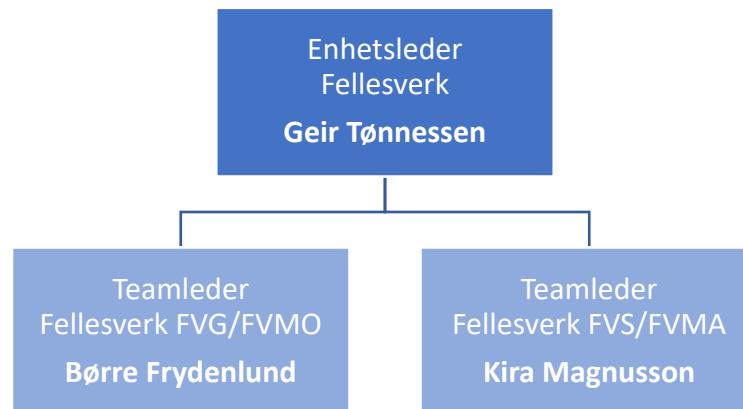 Enhetsleder
Fellesverk
Geir Tønnessen
Teamleder
Fellesverk FVG/FVMO
Børre Frydenlund
Teamleder
Fellesverk FVS/FVMA
Kira Magnusson